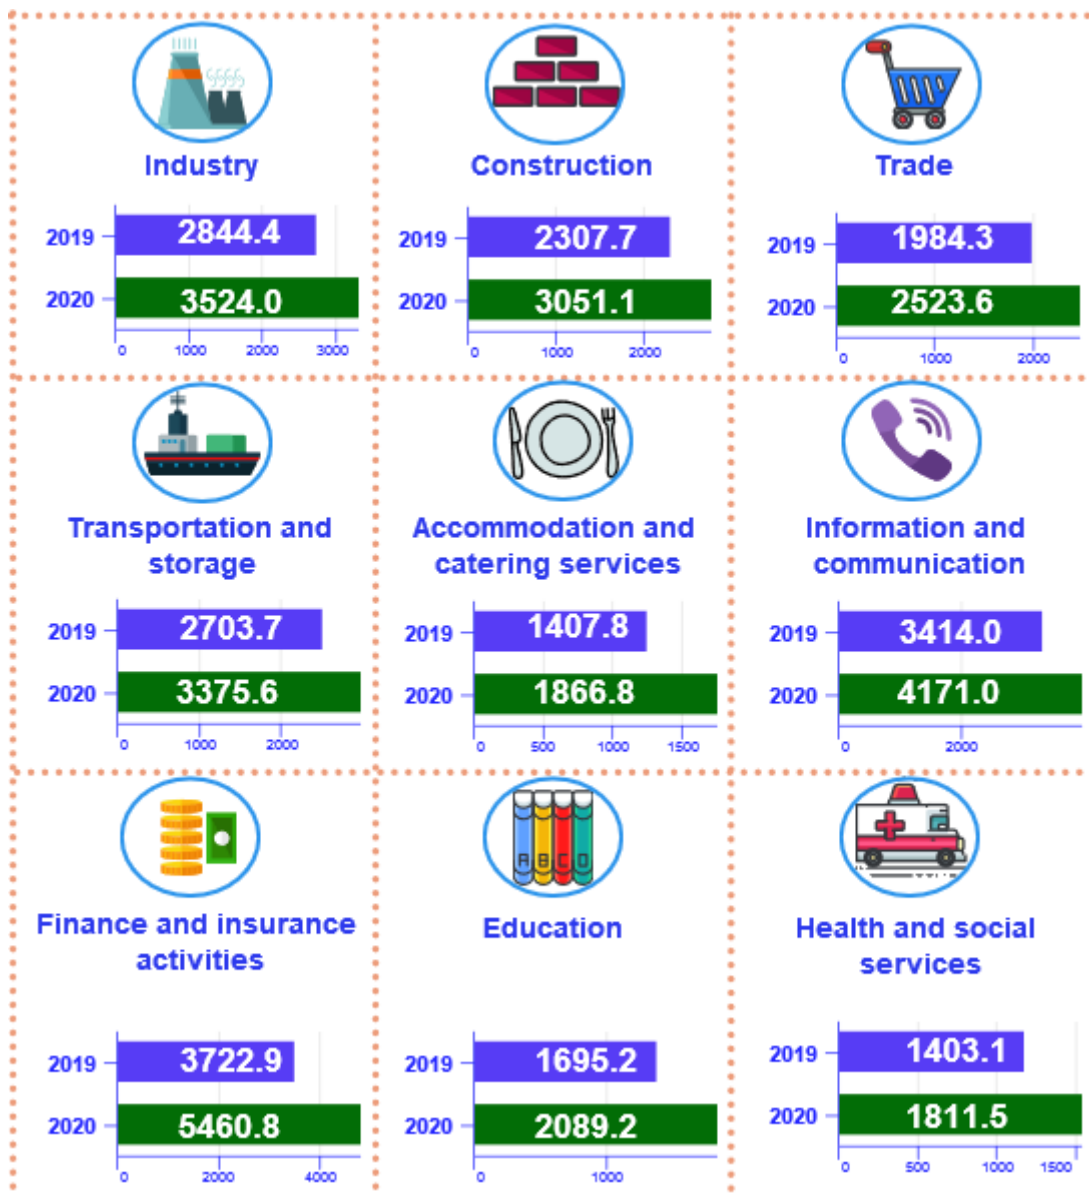 Industry
2019
2844.4
2020
3524.0
0 1000 2000 3000
Construction
2019
2307.7
2020
3051.1
0 1000 2000
Trade
2019
1984.3
2020
2523.6
0 1000 2000
Transportation and
storage
2019
2703.7
2020
3375.6
0 1000 2000
Accommodation and
catering services
2019
1407.8
2020
1866.8
0 500 1000 1500
Information and
communication
2019
3414.0
2020
4171.0
0 2000
Finance and insurance
activities
2019
3722.9
2020
5460.8
0 2000 4000
A B C D
Education
2019
1695.2
2020
2089.2
0 1000
Health and social
services
2019
1403.1
2020
1811.5
0 500 1000 1500